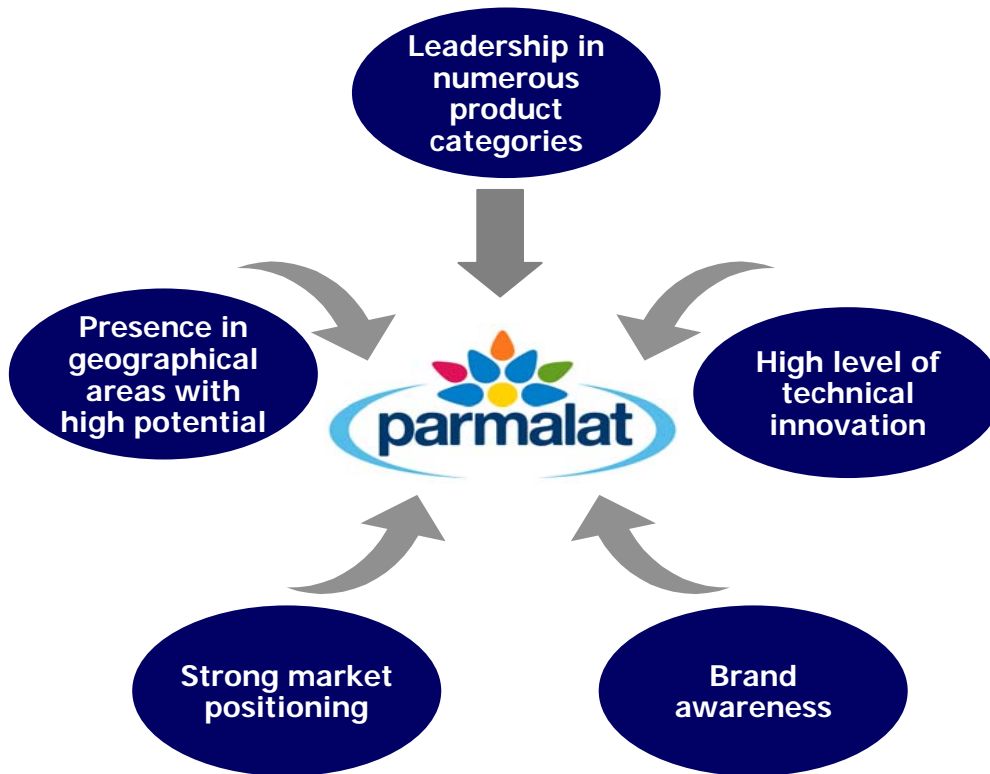 Leadership in
numerous
product
categories
Presence in
geographical
areas with
high potential
High level of
technical
innovation
parmalat
Strong market
positioning
Brand
awareness